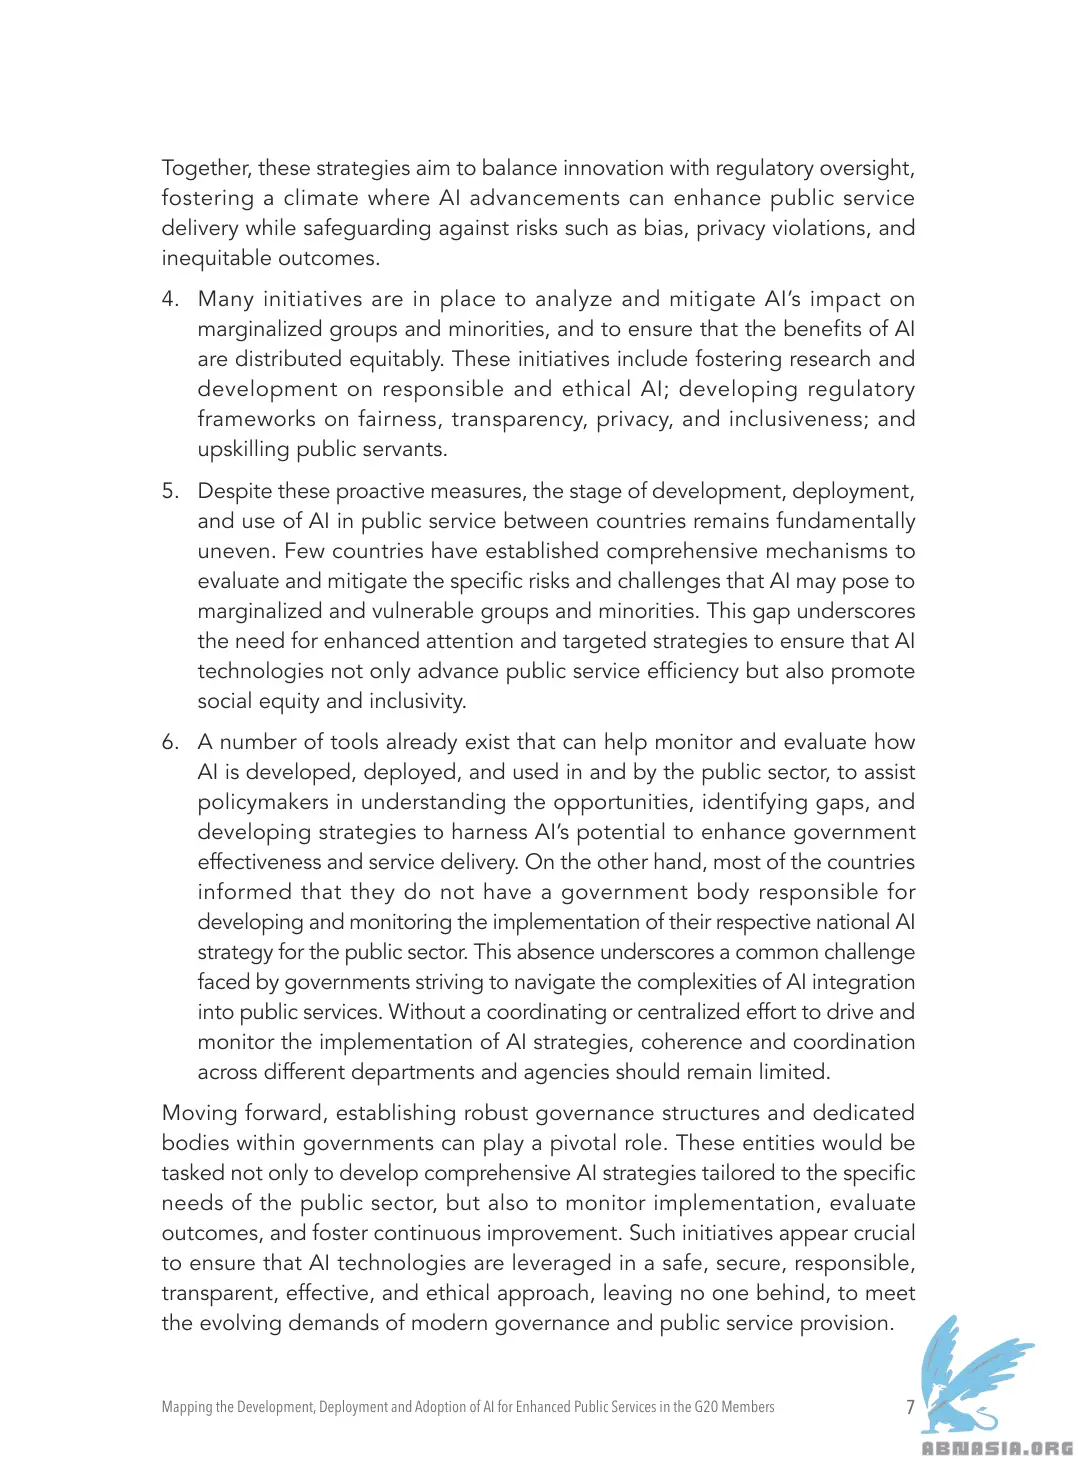 Together, these strategies aim to balance innovation with regulatory oversight,
fostering a climate where AI advancements can enhance public service
delivery while safeguarding against risks such as bias, privacy violations, and
inequitable outcomes.
4. Many initiatives are in place to analyze and mitigate AI’s impact on
marginalized groups and minorities, and to ensure that the benefits of AI
are distributed equitably. These initiatives include fostering research and
development on responsible and ethical AI; developing regulatory
frameworks on fairness, transparency, privacy, and inclusiveness; and
upskilling public servants.
5. Despite these proactive measures, the stage of development, deployment,
and use of AI in public service between countries remains fundamentally
uneven. Few countries have established comprehensive mechanisms to
evaluate and mitigate the specific risks and challenges that AI may pose to
marginalized and vulnerable groups and minorities. This gap underscores
the need for enhanced attention and targeted strategies to ensure that AI
technologies not only advance public service efficiency but also promote
social equity and inclusivity.
6. A number of tools already exist that can help monitor and evaluate how
AI is developed, deployed, and used in and by the public sector, to assist
policymakers in understanding the opportunities, identifying gaps, and
developing strategies to harness AI’s potential to enhance government
effectiveness and service delivery. On the other hand, most of the countries
informed that they do not have a government body responsible for
developing and monitoring the implementation of their respective national AI
strategy for the public sector. This absence underscores a common challenge
faced by governments striving to navigate the complexities of AI integration
into public services. Without a coordinating or centralized effort to drive and
monitor the implementation of AI strategies, coherence and coordination
across different departments and agencies should remain limited.
Moving forward, establishing robust governance structures and dedicated
bodies within governments can play a pivotal role. These entities would be
tasked not only to develop comprehensive AI strategies tailored to the specific
needs of the public sector, but also to monitor implementation, evaluate
outcomes, and foster continuous improvement. Such initiatives appear crucial
to ensure that AI technologies are leveraged in a safe, secure, responsible,
transparent, effective, and ethical approach, leaving no one behind, to meet
the evolving demands of modern governance and public service provision.
Mapping the Development, Deployment and Adoption of AI for Enhanced Public Services in the G20 Members 7
ABNASIA.ORG